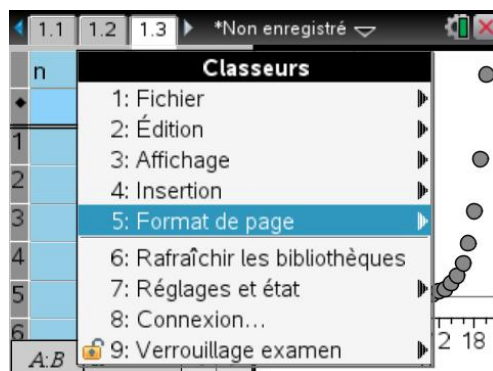 1.1 1.2 1.3 *Non enregistré
n
Classeurs
1: Fichier
2: Édition
3: Affichage
4: Insertion
5: Format de page
6: Rafraîchir les bibliothèques
7: Réglages et état
8: Connexion...
9: Verrouillage examen
1
2
3
4
5
6
A:B
2 18